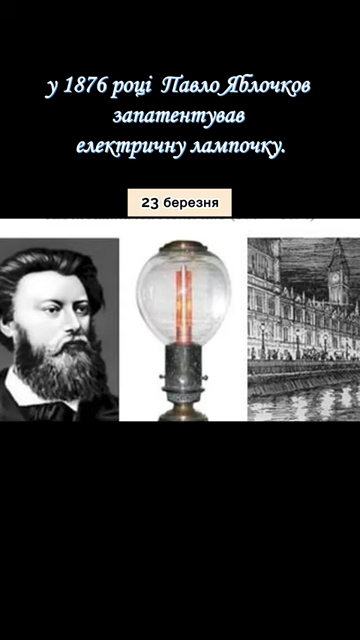 у 1876 році Павло Яблочков
запатентував
електричну лампочку.
23 березня